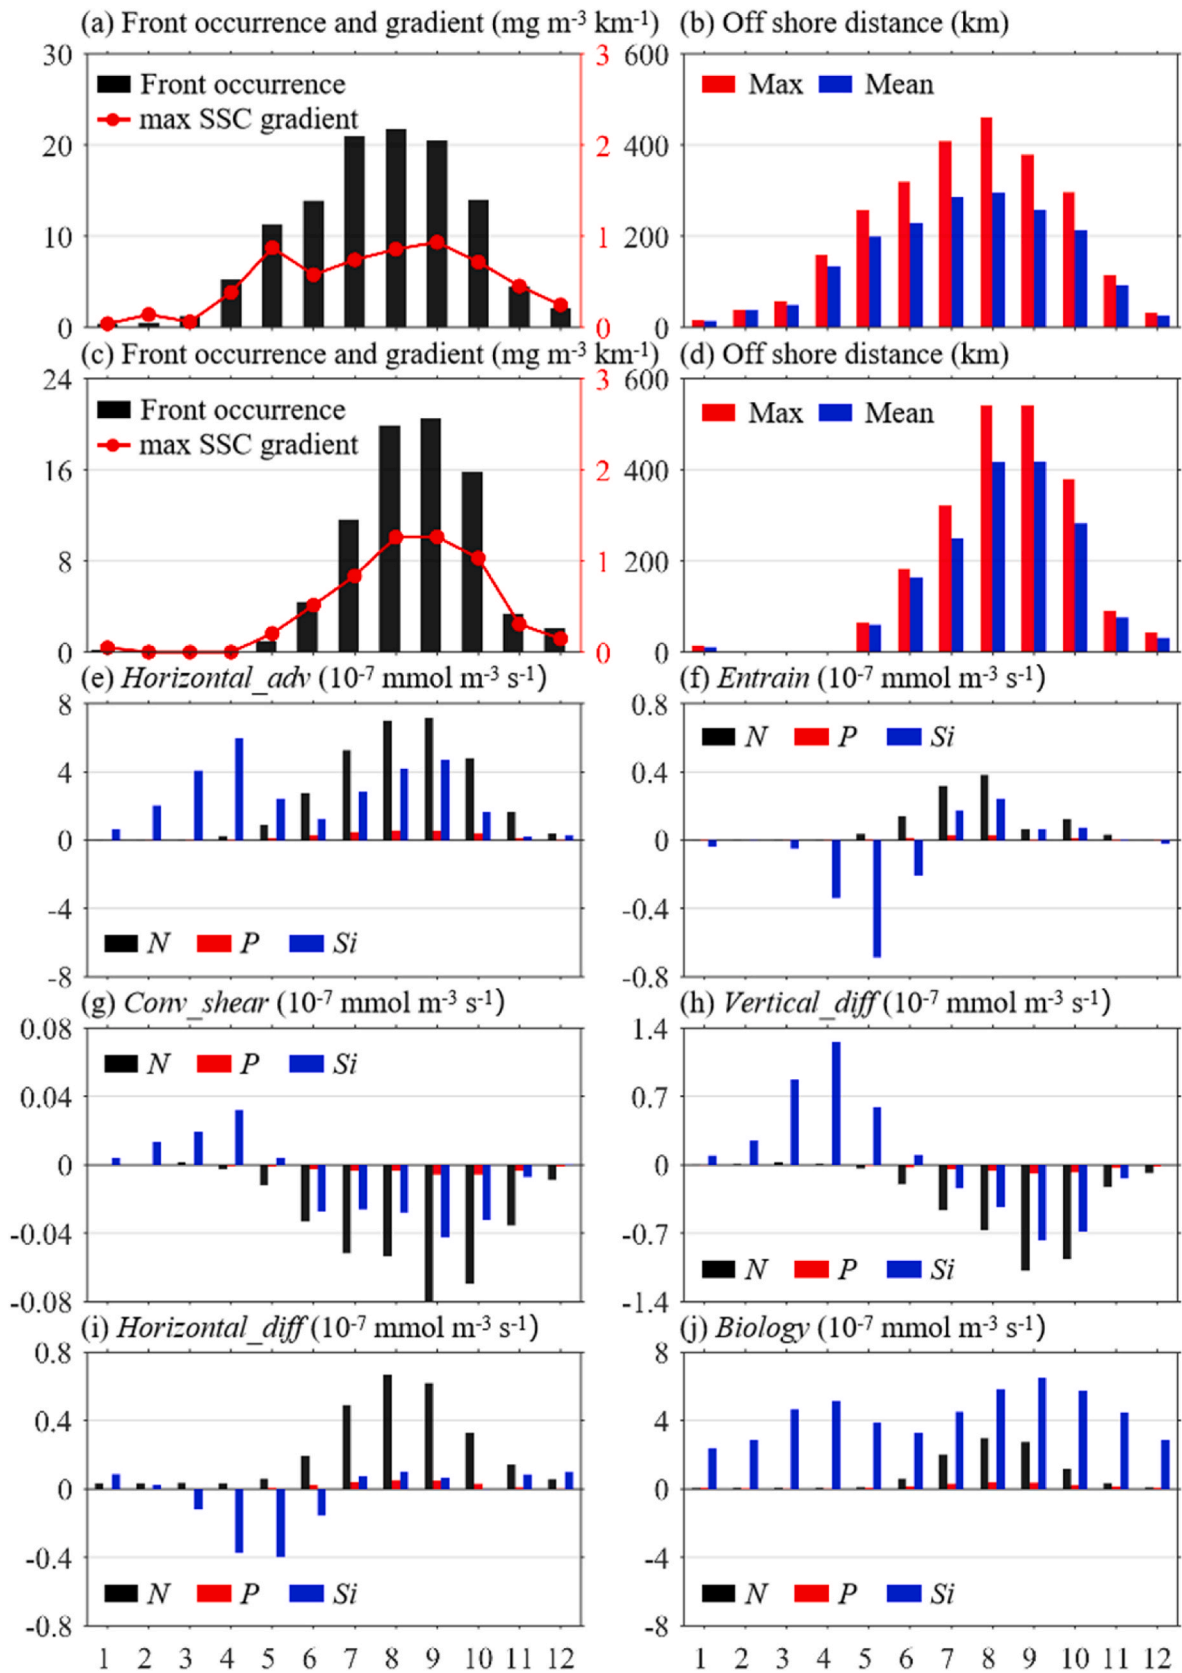 (a) Front occurrence and gradient (mg m-3 km-1)
30
20
10
0
Front occurrence
max SSC gradient
3
2
1
0
(b) Off shore distance (km)
600
400
200
0
Max Mean
(c) Front occurrence and gradient (mg m-3 km-1)
24
16
8
0
Front occurrence
max SSC gradient
3
2
1
0
(d) Off shore distance (km)
600
400
200
0
Max Mean
(e) Horizontal_adv (10-7 mmol m-3 s-1)
8
4
0
-4
-8
N P Si
(f) Entrain (10-7 mmol m-3 s-1)
0.8
0.4
0
-0.4
-0.8
N P Si
(g) Conv_shear (10-7 mmol m-3 s-1)
0.08
0.04
0
-0.04
-0.08
N P Si
(h) Vertical_diff (10-7 mmol m-3 s-1)
1.4
0.7
0
-0.7
-1.4
N P Si
(i) Horizontal_diff (10-7 mmol m-3 s-1)
0.8
0.4
0
-0.4
-0.8
N P Si
1 2 3 4 5 6 7 8 9 10 11 12
(j) Biology (10-7 mmol m-3 s-1)
8
4
0
-4
-8
N P Si
1 2 3 4 5 6 7 8 9 10 11 12